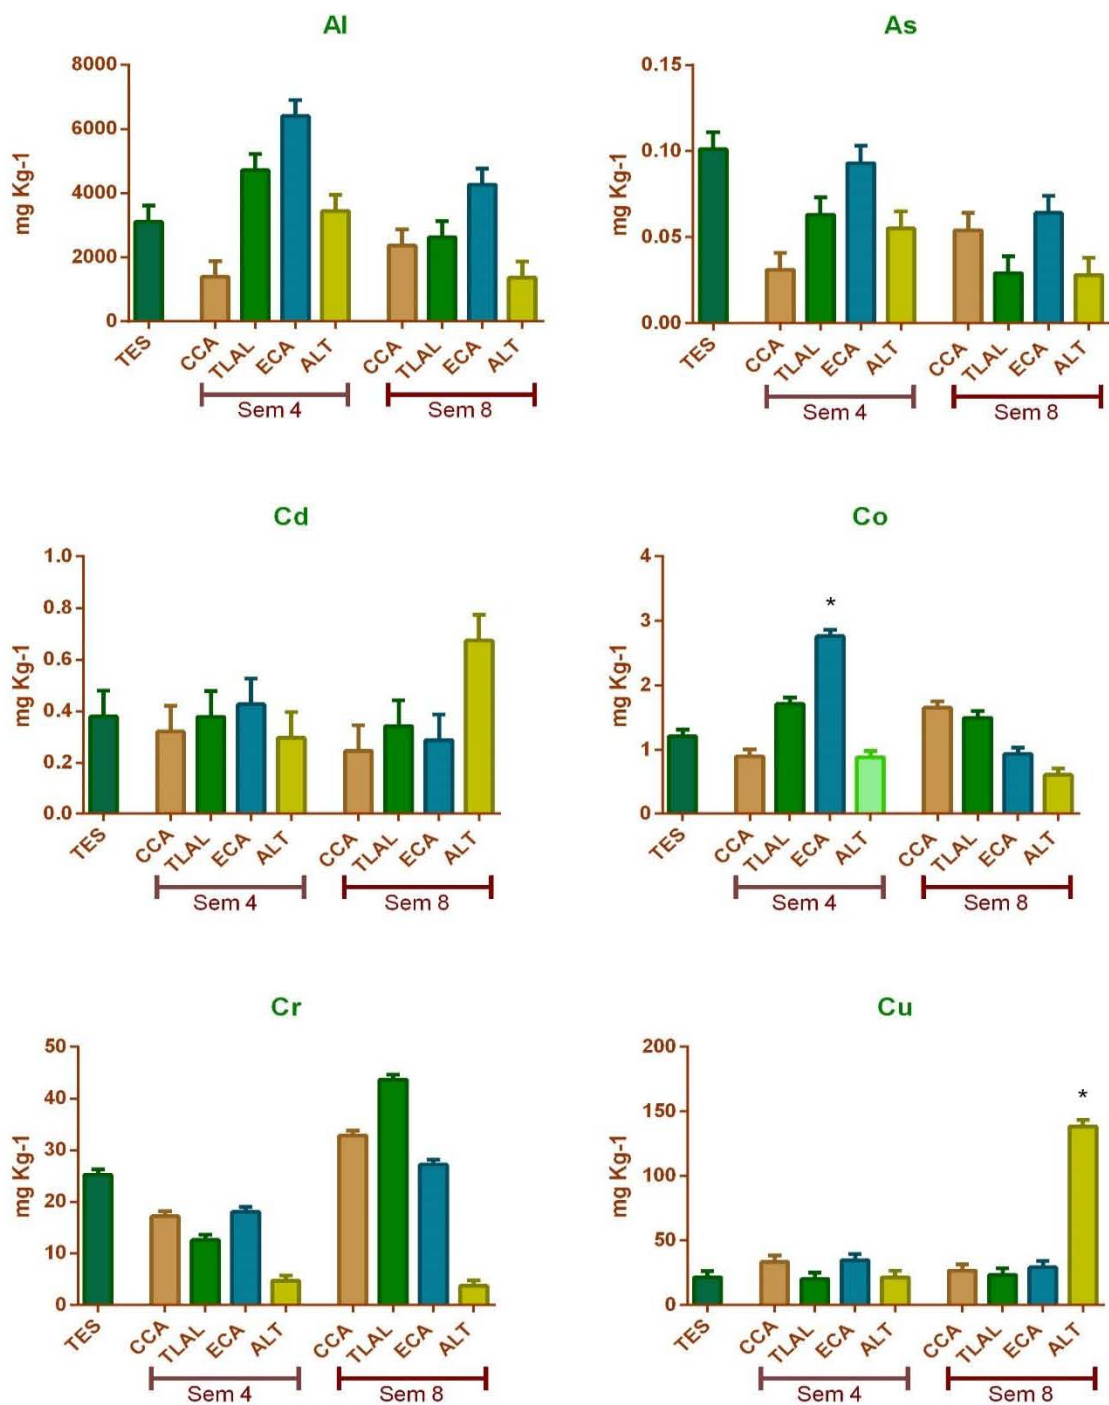 Al
8000
6000
4000
2000
0
mg Kg-1
TES
CCA
TLAL
ECA
ALT
CCA
TLAL
ECA
ALT
Sem 4
Sem 8
As
0.15
0.10
0.05
0.00
mg Kg-1
TES
CCA
TLAL
ECA
ALT
CCA
TLAL
ECA
ALT
Sem 4
Sem 8
Cd
1.0
0.8
0.6
0.4
0.2
0.0
mg Kg-1
TES
CCA
TLAL
ECA
ALT
CCA
TLAL
ECA
ALT
Sem 4
Sem 8
Co
4
3
2
1
0
mg Kg-1
*
TES
CCA
TLAL
ECA
ALT
CCA
TLAL
ECA
ALT
Sem 4
Sem 8
Cr
50
40
30
20
10
0
mg Kg-1
TES
CCA
TLAL
ECA
ALT
CCA
TLAL
ECA
ALT
Sem 4
Sem 8
Cu
200
150
100
50
0
mg Kg-1
*
TES
CCA
TLAL
ECA
ALT
CCA
TLAL
ECA
ALT
Sem 4
Sem 8